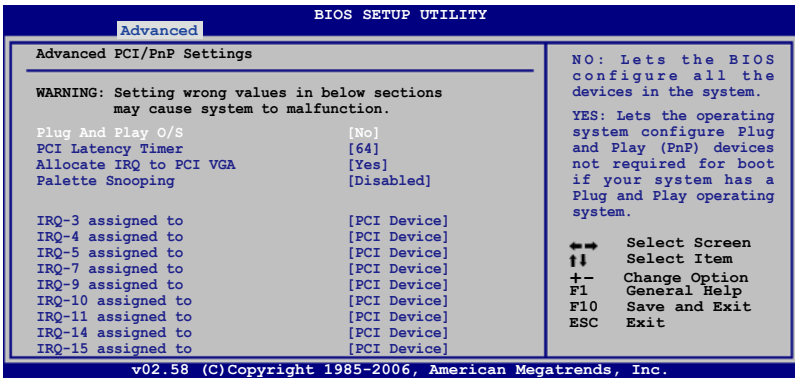 BIOS SETUP UTILITY
Advanced
Advanced PCI/PnP Settings
WARNING: Setting wrong values in below sections
may cause system to malfunction.
Plug And Play O/S [No]
PCI Latency Timer [64]
Allocate IRQ to PCI VGA [Yes]
Palette Snooping [Disabled]
IRQ-3 assigned to [PCI Device]
IRQ-4 assigned to [PCI Device]
IRQ-5 assigned to [PCI Device]
IRQ-7 assigned to [PCI Device]
IRQ-9 assigned to [PCI Device]
IRQ-10 assigned to [PCI Device]
IRQ-11 assigned to [PCI Device]
IRQ-14 assigned to [PCI Device]
IRQ-15 assigned to [PCI Device]
NO: Lets the BIOS
configure all the
devices in the system.
YES: Lets the operating
system configure Plug
and Play (PnP) devices
not required for boot
if your system has a
Plug and Play operating
system.
←→ Select Screen
↑↓ Select Item
+- Change Option
F1 General Help
F10 Save and Exit
ESC Exit
v02.58 (C)Copyright 1985-2006, American Megatrends, Inc.